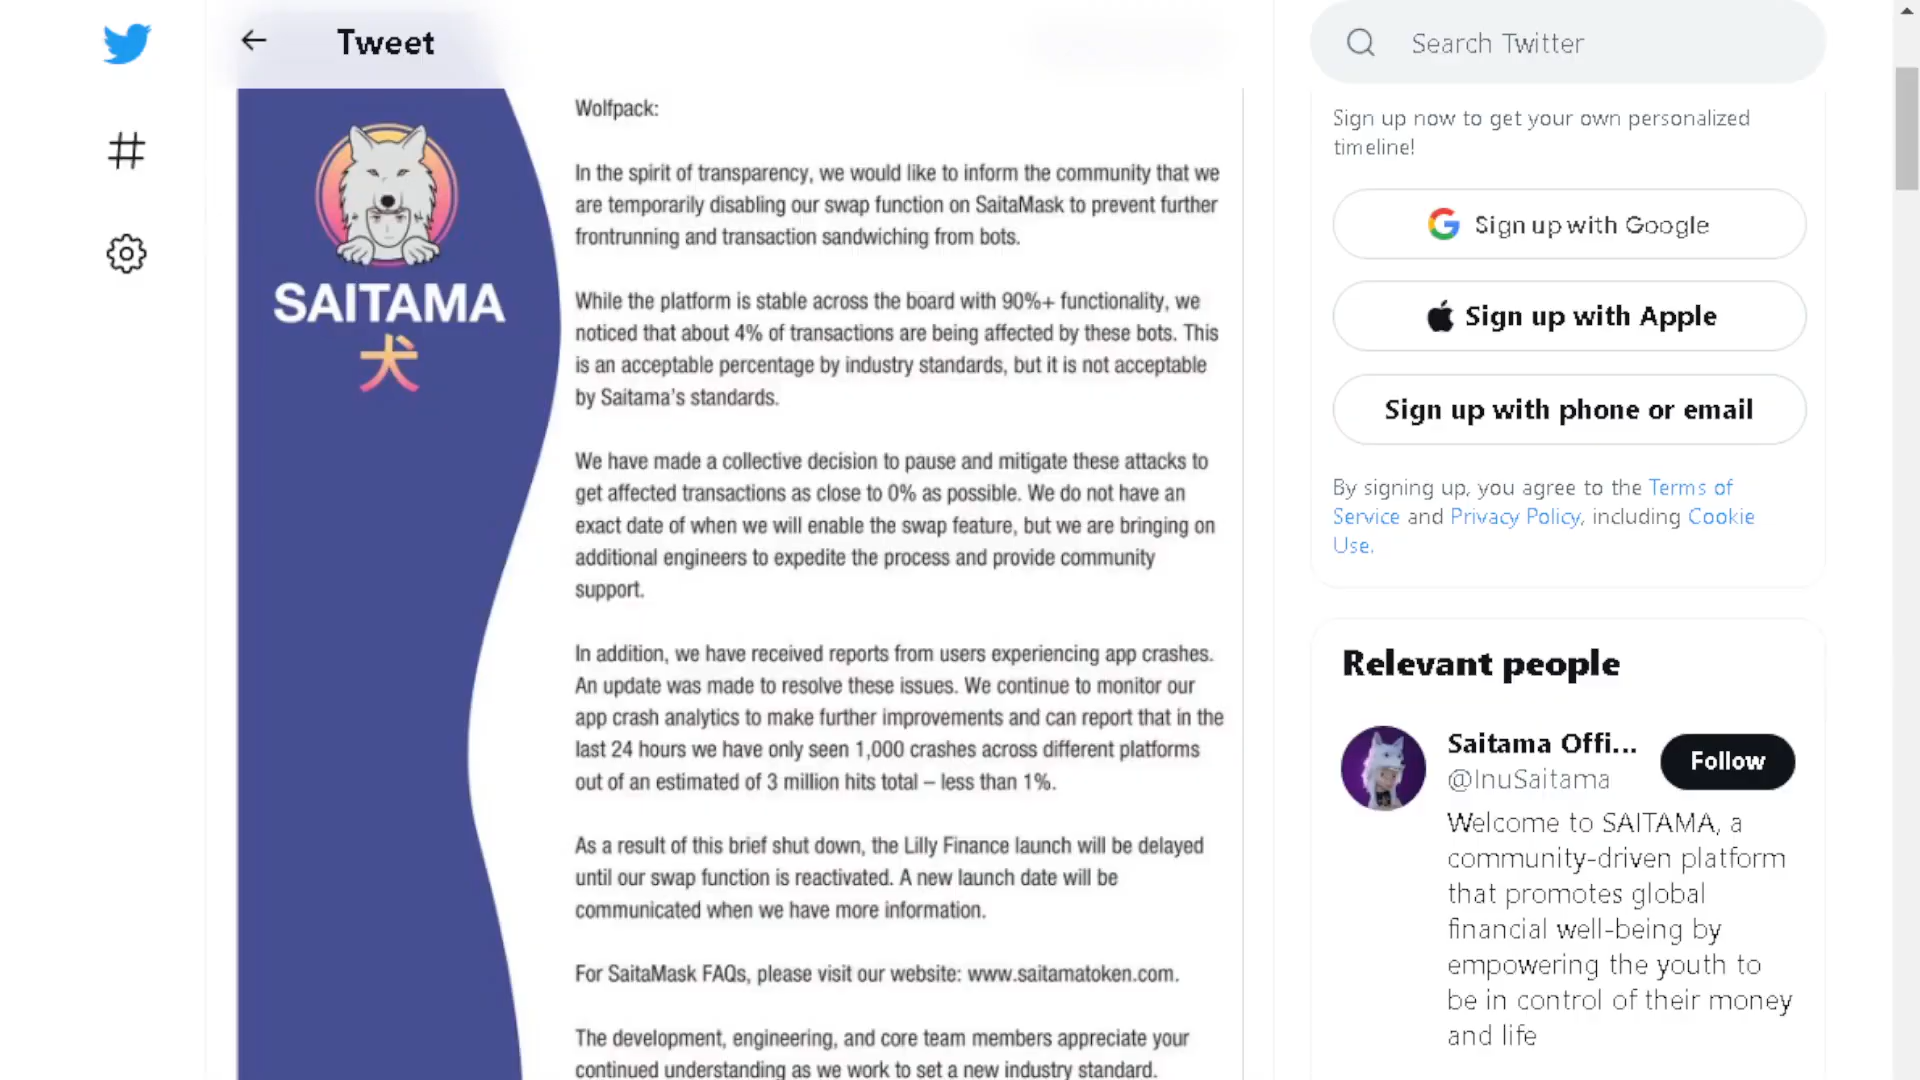 Tweet
Search Twitter
SAITAMA
犬
Wolfpack:
In the spirit of transparency, we would like to inform the community that we
are temporarily disabling our swap function on SaitaMask to prevent further
frontrunning and transaction sandwiching from bots.
While the platform is stable across the board with 90%+ functionality, we
noticed that about 4% of transactions are being affected by these bots. This
is an acceptable percentage by industry standards, but it is not acceptable
by Saitama's standards.
We have made a collective decision to pause and mitigate these attacks to
get affected transactions as close to 0% as possible. We do not have an
exact date of when we will enable the swap feature, but we are bringing on
additional engineers to expedite the process and provide community
support.
In addition, we have received reports from users experiencing app crashes.
An update was made to resolve these issues. We continue to monitor our
app crash analytics to make further improvements and can report that in the
last 24 hours we have only seen 1,000 crashes across different platforms
out of an estimated of 3 million hits total – less than 1%.
As a result of this brief shut down, the Lilly Finance launch will be delayed
until our swap function is reactivated. A new launch date will be
communicated when we have more information.
For SaitaMask FAQs, please visit our website: www.saitamatoken.com.
The development, engineering, and core team members appreciate your
continued understanding as we work to set a new industry standard.
Sign up now to get your own personalized
timeline!
Sign up with Google
Sign up with Apple
Sign up with phone or email
By signing up, you agree to the Terms of
Service and Privacy Policy, including Cookie
Use.
Relevant people
Saitama Offi...
@InuSaitama
Follow
Welcome to SAITAMA, a
community-driven platform
that promotes global
financial well-being by
empowering the youth to
be in control of their money
and life